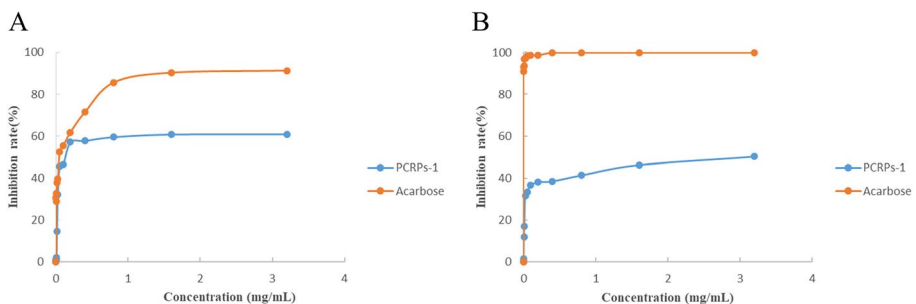 A
B
100
80
60
40
20
0
0
1
2
3
4
Inhibition rate(%)
Concentration (mg/mL)
PCRPs-1
Acarbose
100
80
60
40
20
0
0
1
2
3
4
Inhibition rate(%)
Concentration (mg/mL)
PCRPs-1
Acarbose